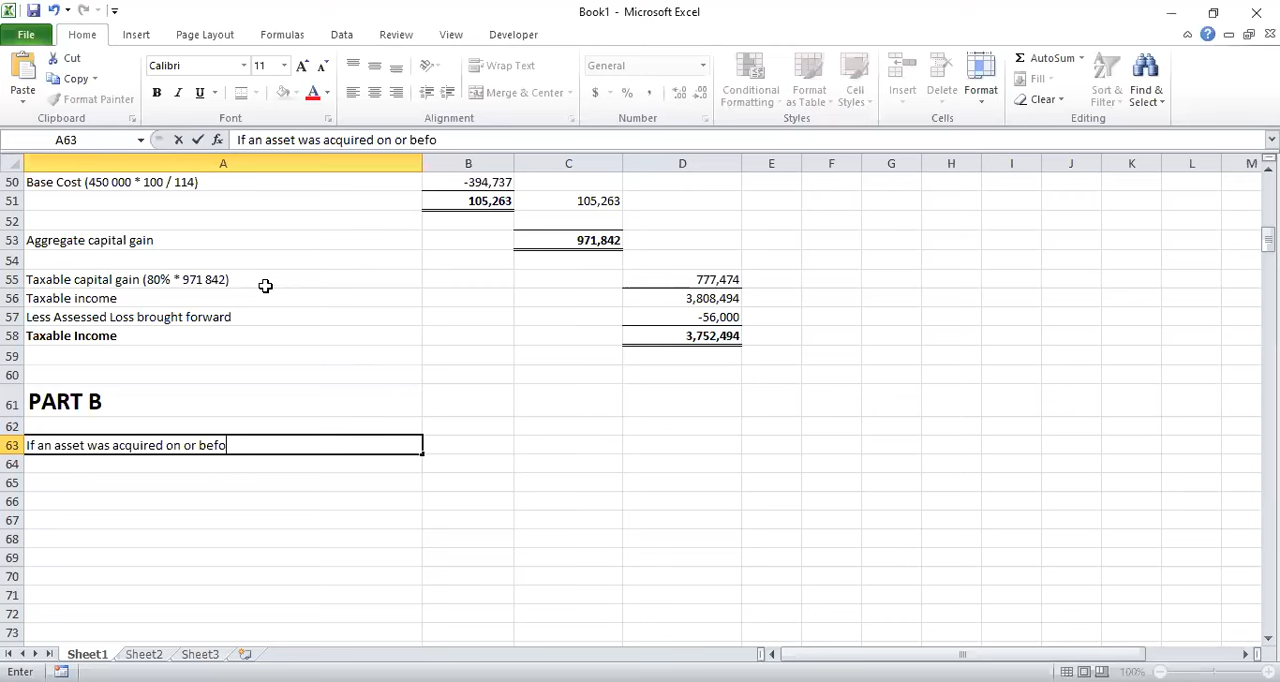 Book1 - Microsoft Excel
File Home Insert Page Layout Formulas Data Review View Developer
Paste
Cut
Copy
Format Painter
Clipboard
Calibri 11 A A
B I U A
Font
Wrap Text
Merge & Center
Alignment
General
$ % , .0 .00 .00 .0
Number
Conditional Formatting
Format as Table
Cell Styles
Styles
Insert Delete Format
Cells
Σ AutoSum
Fill
Clear
Sort & Filter
Find & Select
Editing
A63 fx If an asset was acquired on or befo
A B C D E F G H I J K L M
50 Base Cost (450 000 * 100 / 114) -394,737
51 105,263 105,263
52
53 Aggregate capital gain 971,842
54
55 Taxable capital gain (80% * 971 842) 777,474
56 Taxable income 3,808,494
57 Less Assessed Loss brought forward -56,000
58 Taxable Income 3,752,494
59
60
61 PART B
62
63 If an asset was acquired on or befo
64
65
66
67
68
69
70
71
72
73
Sheet1 Sheet2 Sheet3
Enter 100%